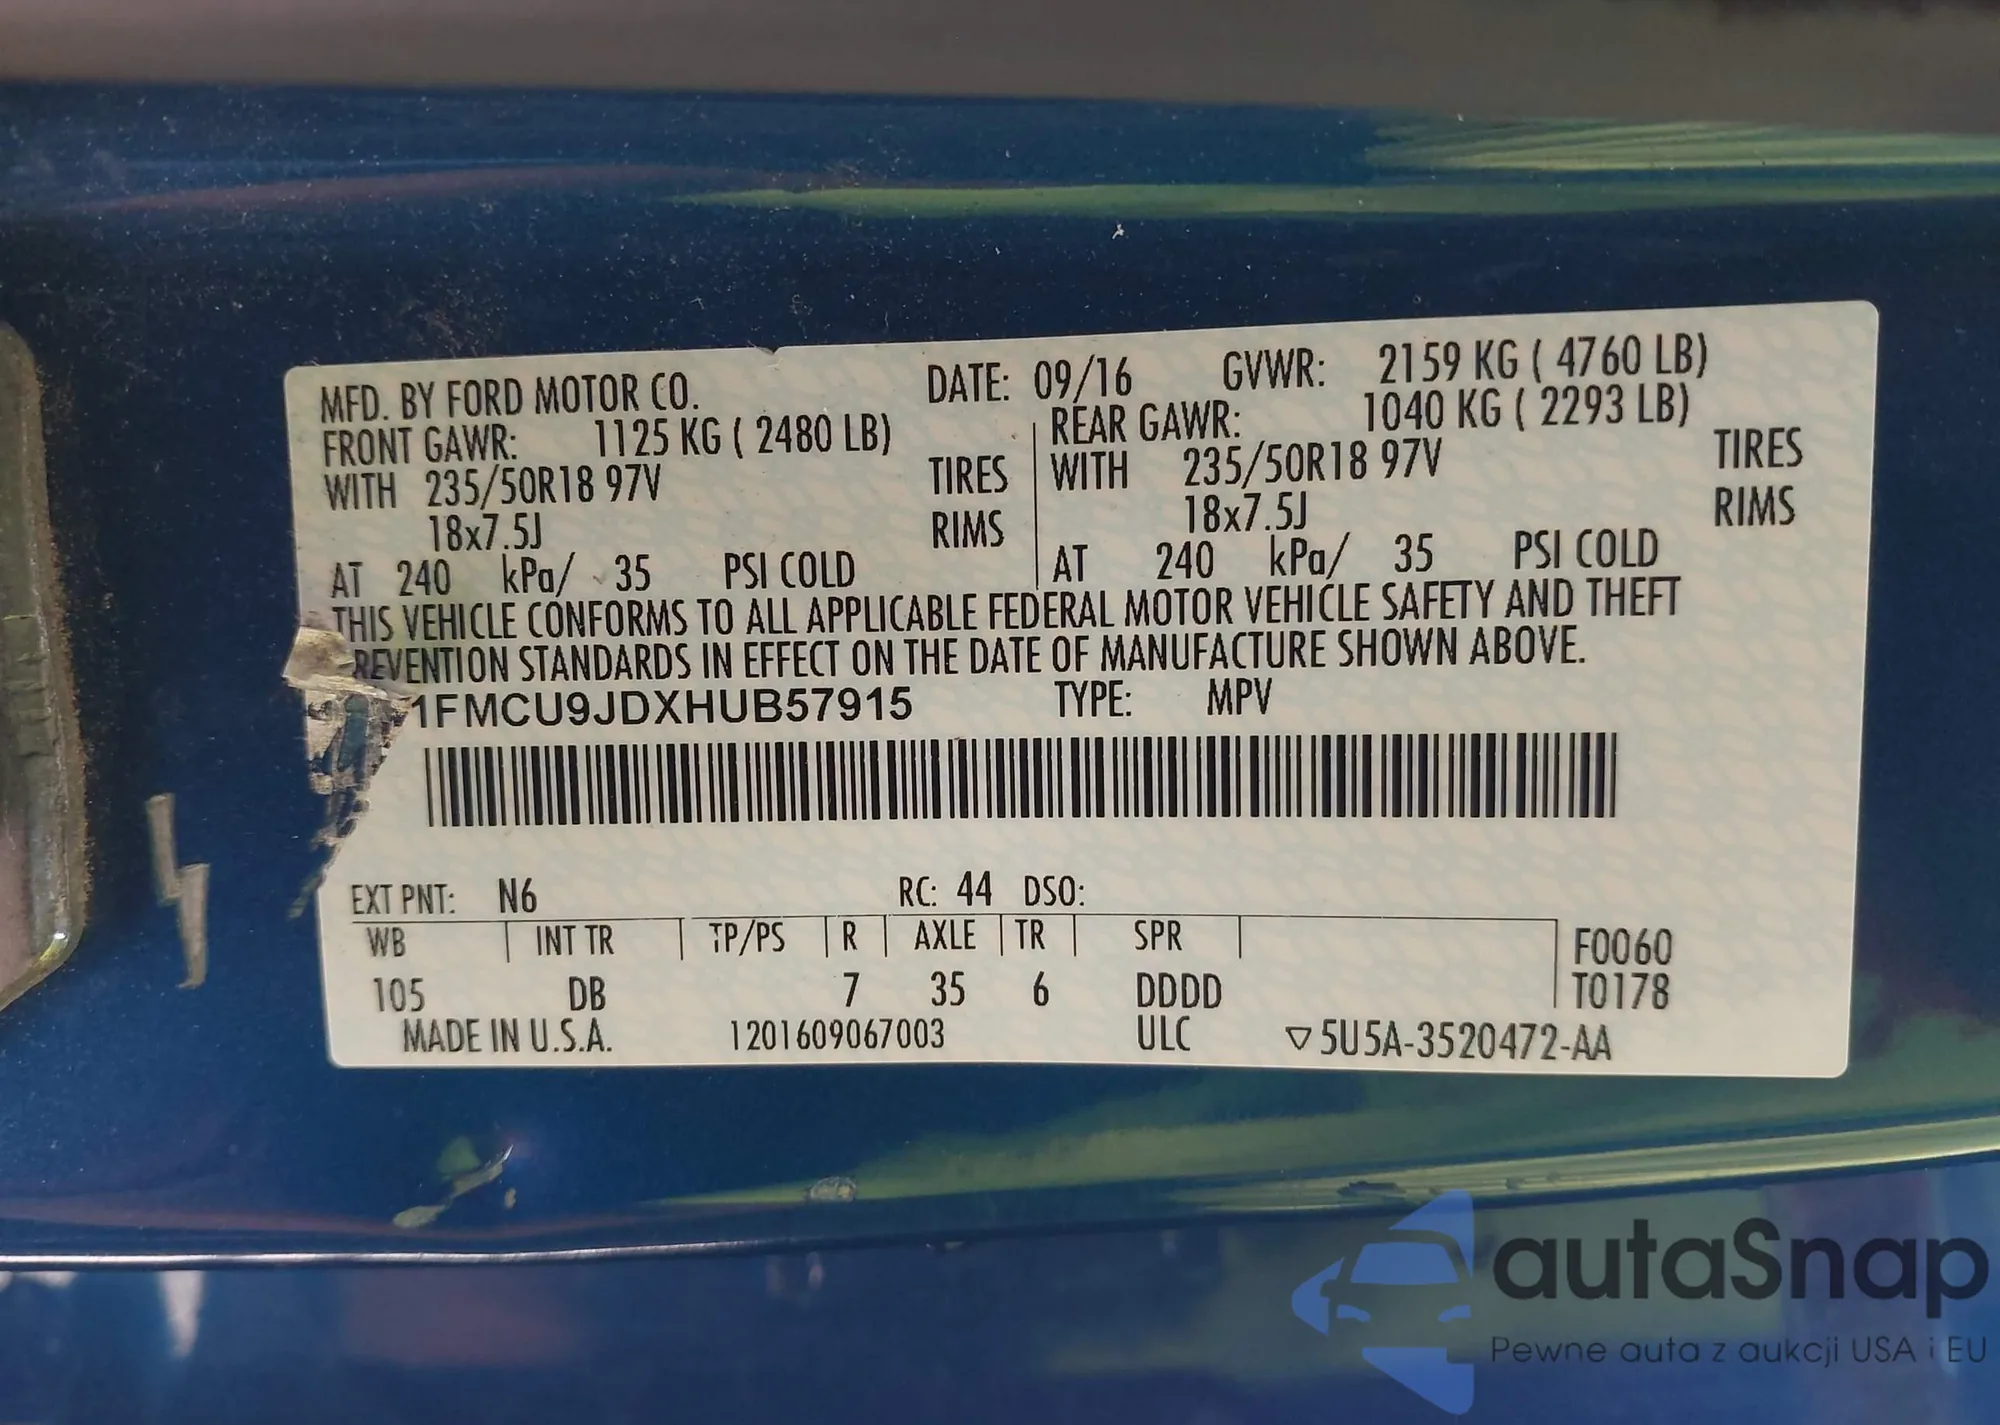 MFD. BY FORD MOTOR CO. DATE: 09/16 GVWR: 2159 KG ( 4760 LB)
FRONT GAWR: 1125 KG ( 2480 LB) REAR GAWR: 1040 KG ( 2293 LB)
WITH 235/50R18 97V TIRES WITH 235/50R18 97V TIRES
18x7.5J RIMS 18x7.5J RIMS
AT 240 kPa/ 35 PSI COLD AT 240 kPa/ 35 PSI COLD
THIS VEHICLE CONFORMS TO ALL APPLICABLE FEDERAL MOTOR VEHICLE SAFETY AND THEFT
REVENTION STANDARDS IN EFFECT ON THE DATE OF MANUFACTURE SHOWN ABOVE.
1FMCU9JDXHUB57915 TYPE: MPV
EXT PNT: N6 RC: 44 DSO:
WB INT TR TP/PS R AXLE TR SPR F0060
105 DB 7 35 6 DDDD T0178
MADE IN U.S.A. 1201609067003 ULC ▽5U5A-3520472-AA
autaSnap
Pewne auta z aukcji USA i EU